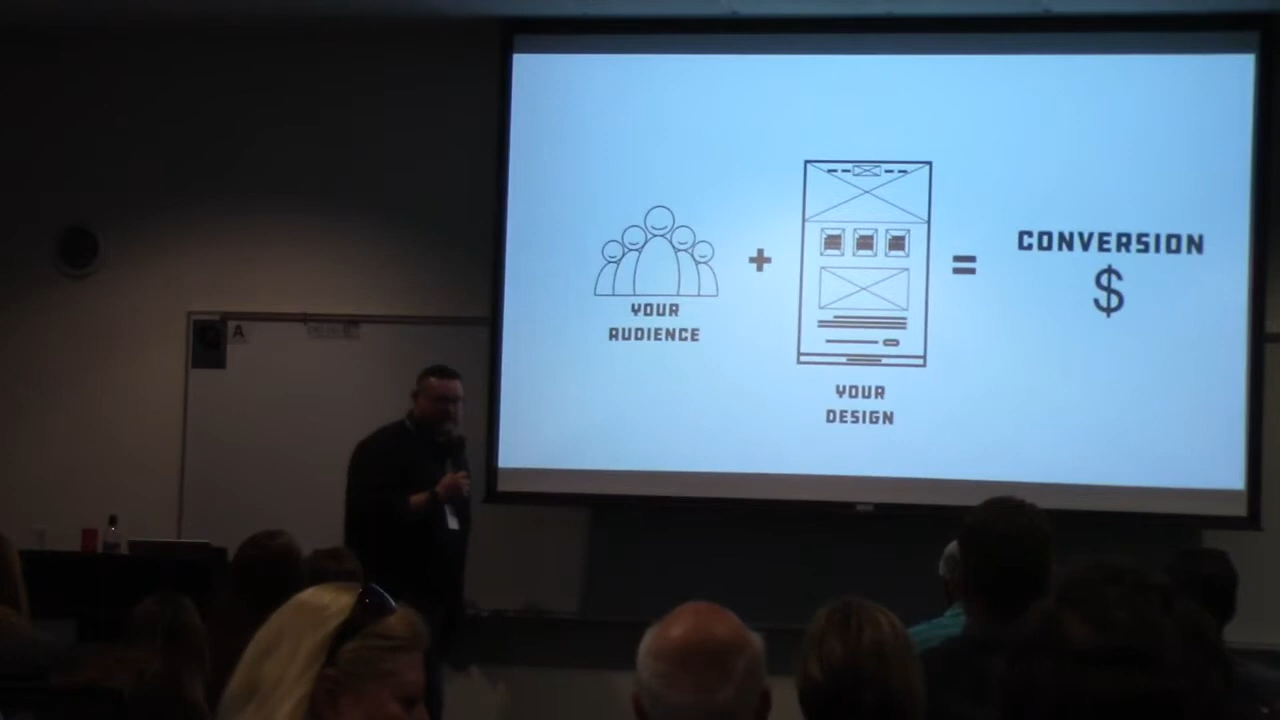 YOUR
AUDIENCE
+
YOUR
DESIGN
=
CONVERSION
$
A